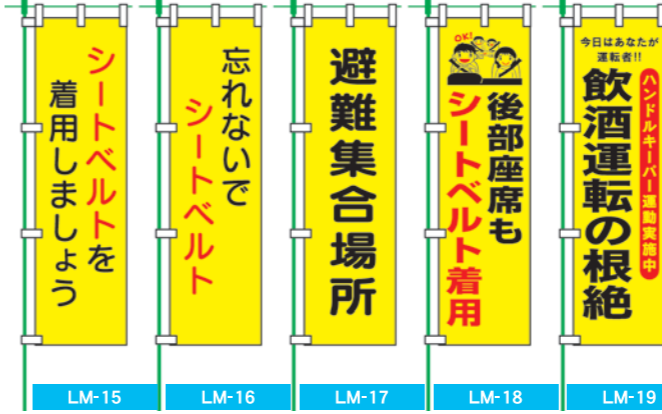 シートベルトを
着用しましょう
忘れないで
シートベルト
避難集合場所
OK!
後部座席も
シートベルト着用
今日はあなたが
運転者!!
ハンドルキーパー運動実施中
飲酒運転の根絶
LM-15
LM-16
LM-17
LM-18
LM-19